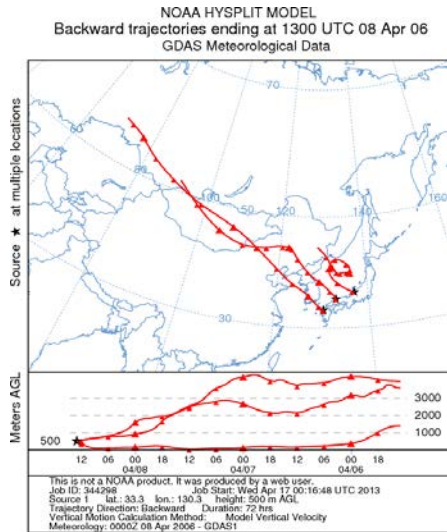 NOAA HYSPLIT MODEL
Backward trajectories ending at 1300 UTC 08 Apr 06
GDAS Meteorological Data
Source ★ at multiple locations
70
80
100
120
140
160
50
30
Meters AGL
500
3000
2000
1000
12 06 00 18 12 06 00 18 12 06 00 18
04/08 04/07 04/06
This is not a NOAA product. It was produced by a web user.
Job ID: 344298 Job Start: Wed Apr 17 00:16:48 UTC 2013
Source 1 lat.: 33.3 lon.: 130.3 height: 500 m AGL
Trajectory Direction: Backward Duration: 72 hrs
Vertical Motion Calculation Method: Model Vertical Velocity
Meteorology: 0000Z 08 Apr 2006 - GDAS1